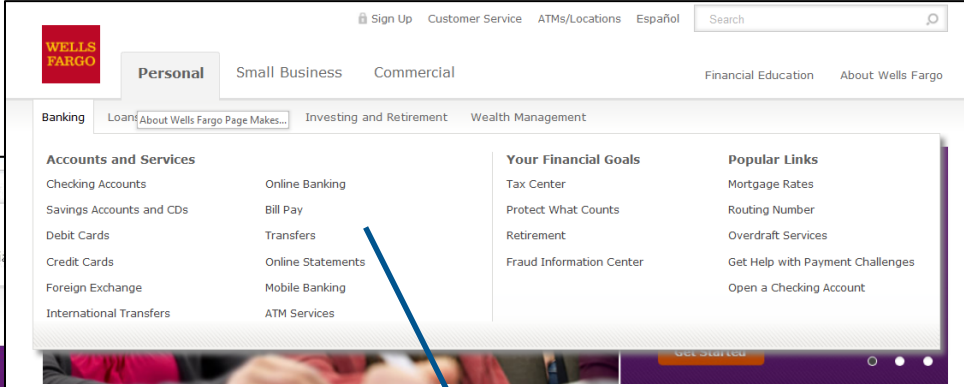 Sign Up Customer Service ATMs/Locations Español Search
WELLS
FARGO
Personal Small Business Commercial Financial Education About Wells Fargo
Banking Loans Investing and Retirement Wealth Management
About Wells Fargo Page Makes...
Accounts and Services Your Financial Goals Popular Links
Checking Accounts Online Banking Tax Center Mortgage Rates
Savings Accounts and CDs Bill Pay Protect What Counts Routing Number
Debit Cards Transfers Retirement Overdraft Services
Credit Cards Online Statements Fraud Information Center Get Help with Payment Challenges
Foreign Exchange Mobile Banking Open a Checking Account
International Transfers ATM Services
Get Started